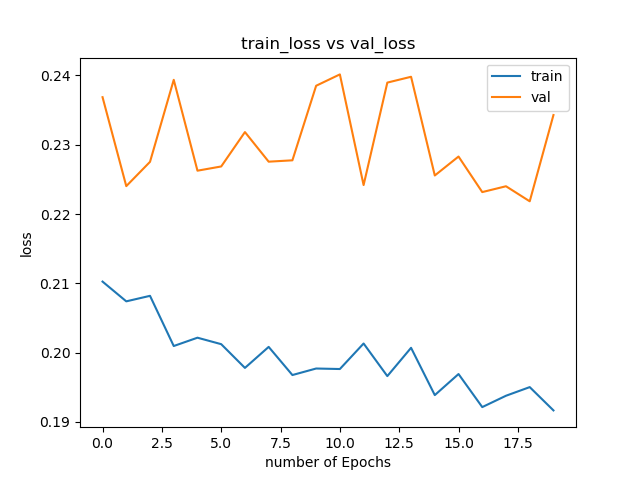 train_loss vs val_loss
train
val
0.24
0.23
0.22
0.21
0.20
0.19
loss
0.0 2.5 5.0 7.5 10.0 12.5 15.0 17.5
number of Epochs